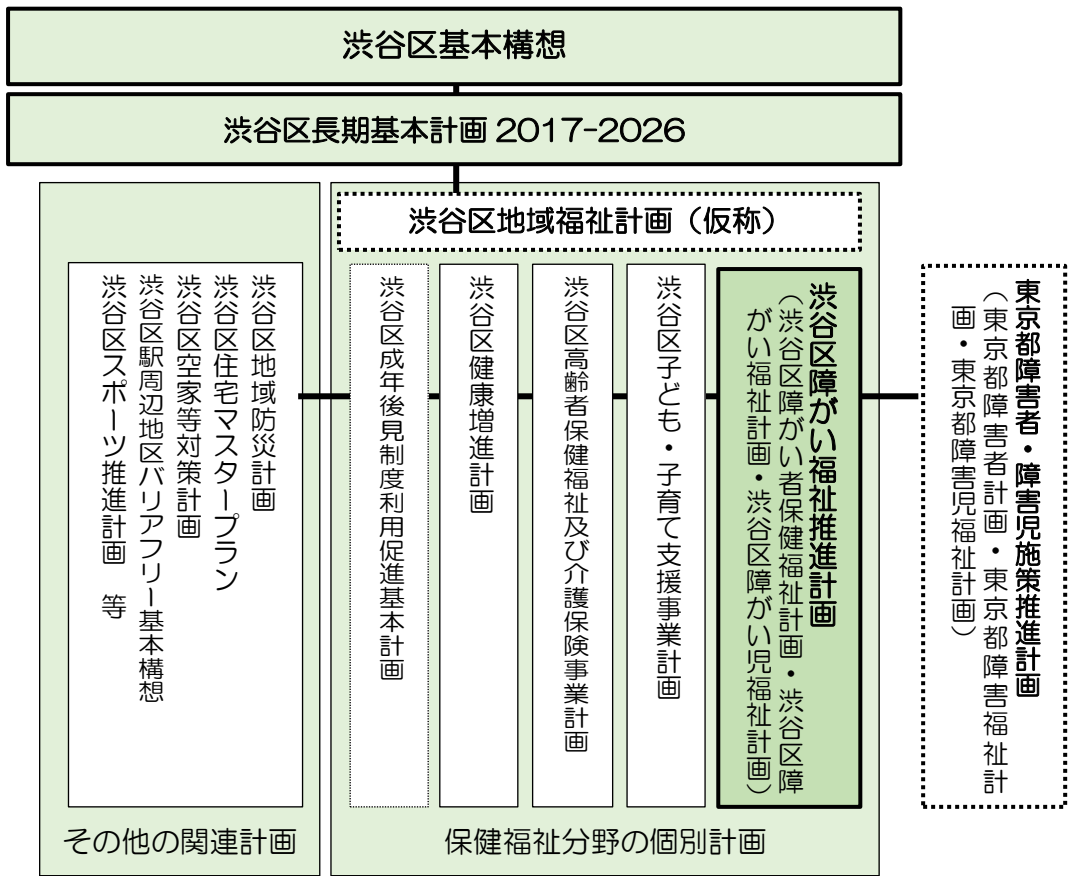 渋谷区基本構想
渋谷区長期基本計画 2017-2026
渋谷区地域福祉計画（仮称）
渋谷区地域防災計画
渋谷区住宅マスタープラン
渋谷区空家等対策計画
渋谷区駅周辺地区バリアフリー基本構想
渋谷区スポーツ推進計画　等
渋谷区成年後見制度利用促進基本計画
渋谷区健康増進計画
渋谷区高齢者保健福祉及び介護保険事業計画
渋谷区子ども・子育て支援事業計画
渋谷区障がい福祉推進計画
（渋谷区障がい者保健福祉計画・渋谷区障
がい福祉計画・渋谷区障がい児福祉計画）
東京都障害者・障害児施策推進計画
（東京都障害者計画・東京都障害福祉計
画・東京都障害児福祉計画）
その他の関連計画
保健福祉分野の個別計画